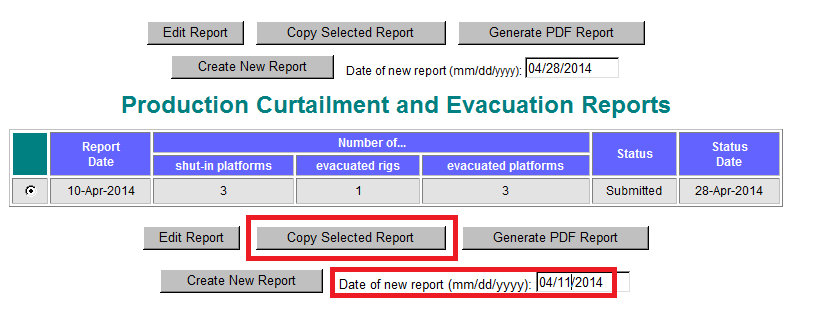 Edit Report Copy Selected Report Generate PDF Report
Create New Report Date of new report (mm/dd/yyyy): 04/28/2014
Production Curtailment and Evacuation Reports
Report Date Number of... Status Status Date
shut-in platforms evacuated rigs evacuated platforms
10-Apr-2014 3 1 3 Submitted 28-Apr-2014
Edit Report Copy Selected Report Generate PDF Report
Create New Report Date of new report (mm/dd/yyyy): 04/11/2014